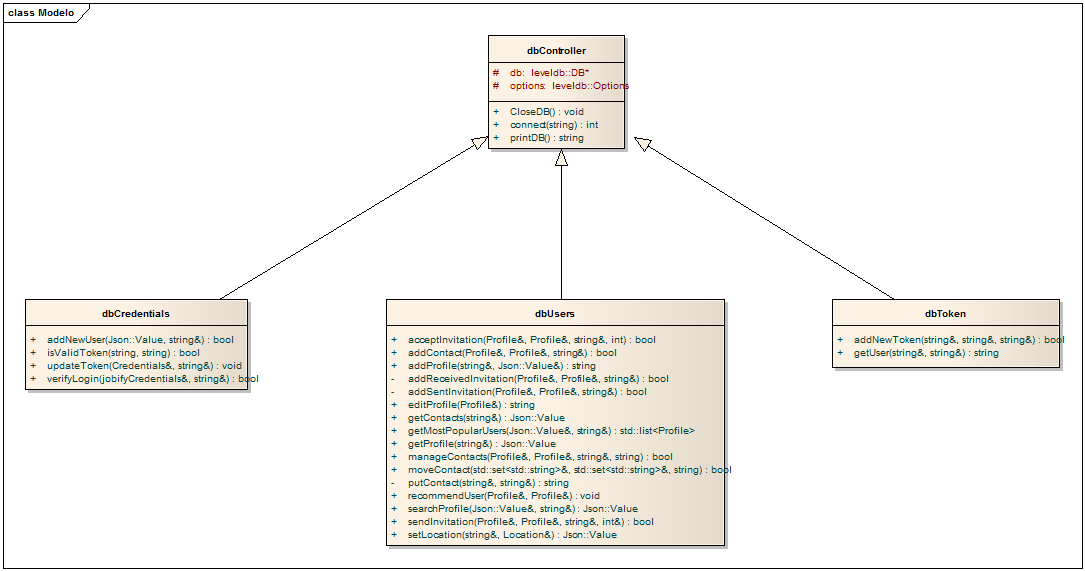 class Modelo
dbController
# db: leveldb::DB*
# options: leveldb::Options
+ CloseDB() : void
+ connect(string) : int
+ printDB() : string
dbCredentials
+ addNewUser(Json::Value, string&) : bool
+ isValidToken(string, string) : bool
+ updateToken(Credentials&, string&) : void
+ verifyLogin(jobifyCredentials&, string&) : bool
dbUsers
+ acceptInvitation(Profile&, Profile&, string&, int) : bool
+ addContact(Profile&, Profile&, string&) : bool
+ addProfile(string&, Json::Value&) : string
- addReceivedInvitation(Profile&, Profile&, string&) : bool
- addSentInvitation(Profile&, Profile&, string&) : bool
+ editProfile(Profile&) : string
+ getContacts(string&) : Json::Value
+ getMostPopularUsers(Json::Value&, string&) : std::list<Profile>
+ getProfile(string&) : Json::Value
+ manageContacts(Profile&, Profile&, string&, string) : bool
+ moveContact(std::set<std::string>&, std::set<std::string>&, string) : bool
- putContact(string&, string&) : string
+ recommendUser(Profile&, Profile&) : void
+ searchProfile(Json::Value&, string&) : Json::Value
+ sendInvitation(Profile&, Profile&, string&, int&) : bool
+ setLocation(string&, Location&) : Json::Value
dbToken
+ addNewToken(string&, string&, string&) : bool
+ getUser(string&, string&) : string